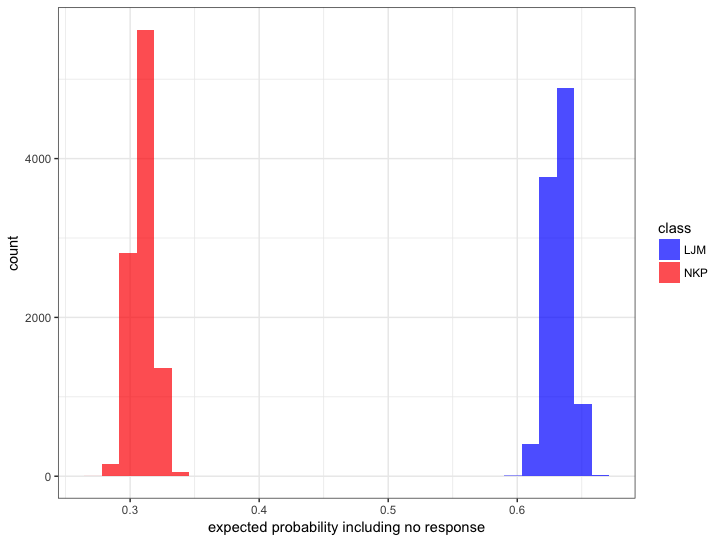 4000
2000
0
count
0.3 0.4 0.5 0.6
expected probability including no response
class
LJM
NKP